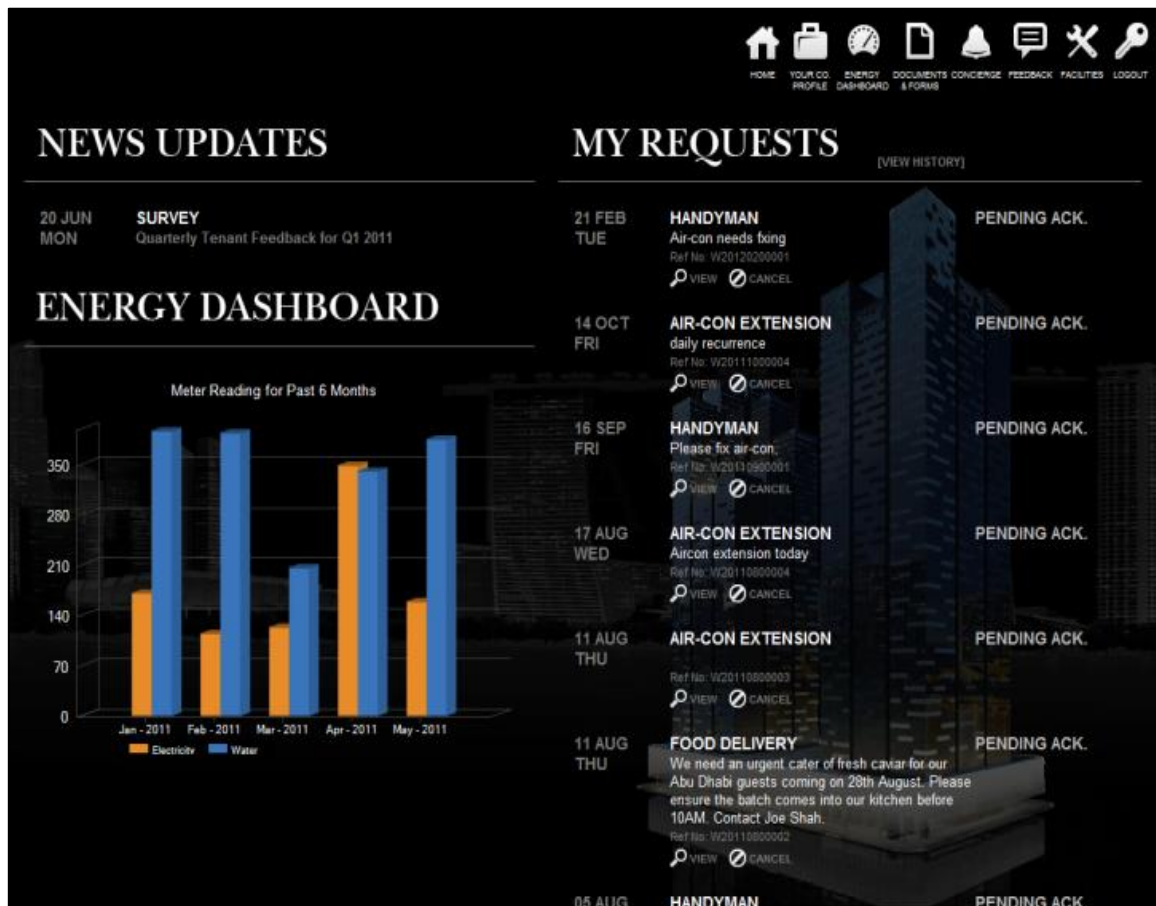 HOME
YOUR CO.
PROFILE
ENERGY
DASHBOARD
DOCUMENTS
& FORMS
CONCIERGE
FEEDBACK
FACILITIES
LOGOUT
NEWS UPDATES
20 JUN
MON
SURVEY
Quarterly Tenant Feedback for Q1 2011
ENERGY DASHBOARD
Meter Reading for Past 6 Months
350
280
210
140
70
0
Jan - 2011
Feb - 2011
Mar - 2011
Apr - 2011
May - 2011
Electricity
Water
MY REQUESTS
[VIEW HISTORY]
21 FEB
TUE
HANDYMAN
Air-con needs fxing
Ref No: W20120200001
VIEW CANCEL
PENDING ACK.
14 OCT
FRI
AIR-CON EXTENSION
daily recurrence
Ref No: W20111000004
VIEW CANCEL
PENDING ACK.
16 SEP
FRI
HANDYMAN
Please fix air-con.
Ref No: W20110900001
VIEW CANCEL
PENDING ACK.
17 AUG
WED
AIR-CON EXTENSION
Aircon extension today
Ref No: W20110800004
VIEW CANCEL
PENDING ACK.
11 AUG
THU
AIR-CON EXTENSION
Ref No: W20110800003
VIEW CANCEL
PENDING ACK.
11 AUG
THU
FOOD DELIVERY
We need an urgent cater of fresh caviar for our
Abu Dhabi guests coming on 28th August. Please
ensure the batch comes into our kitchen before
10AM. Contact Joe Shah.
Ref No: W20110800002
VIEW CANCEL
PENDING ACK.
05 AUG
HANDYMAN
PENDING ACK.